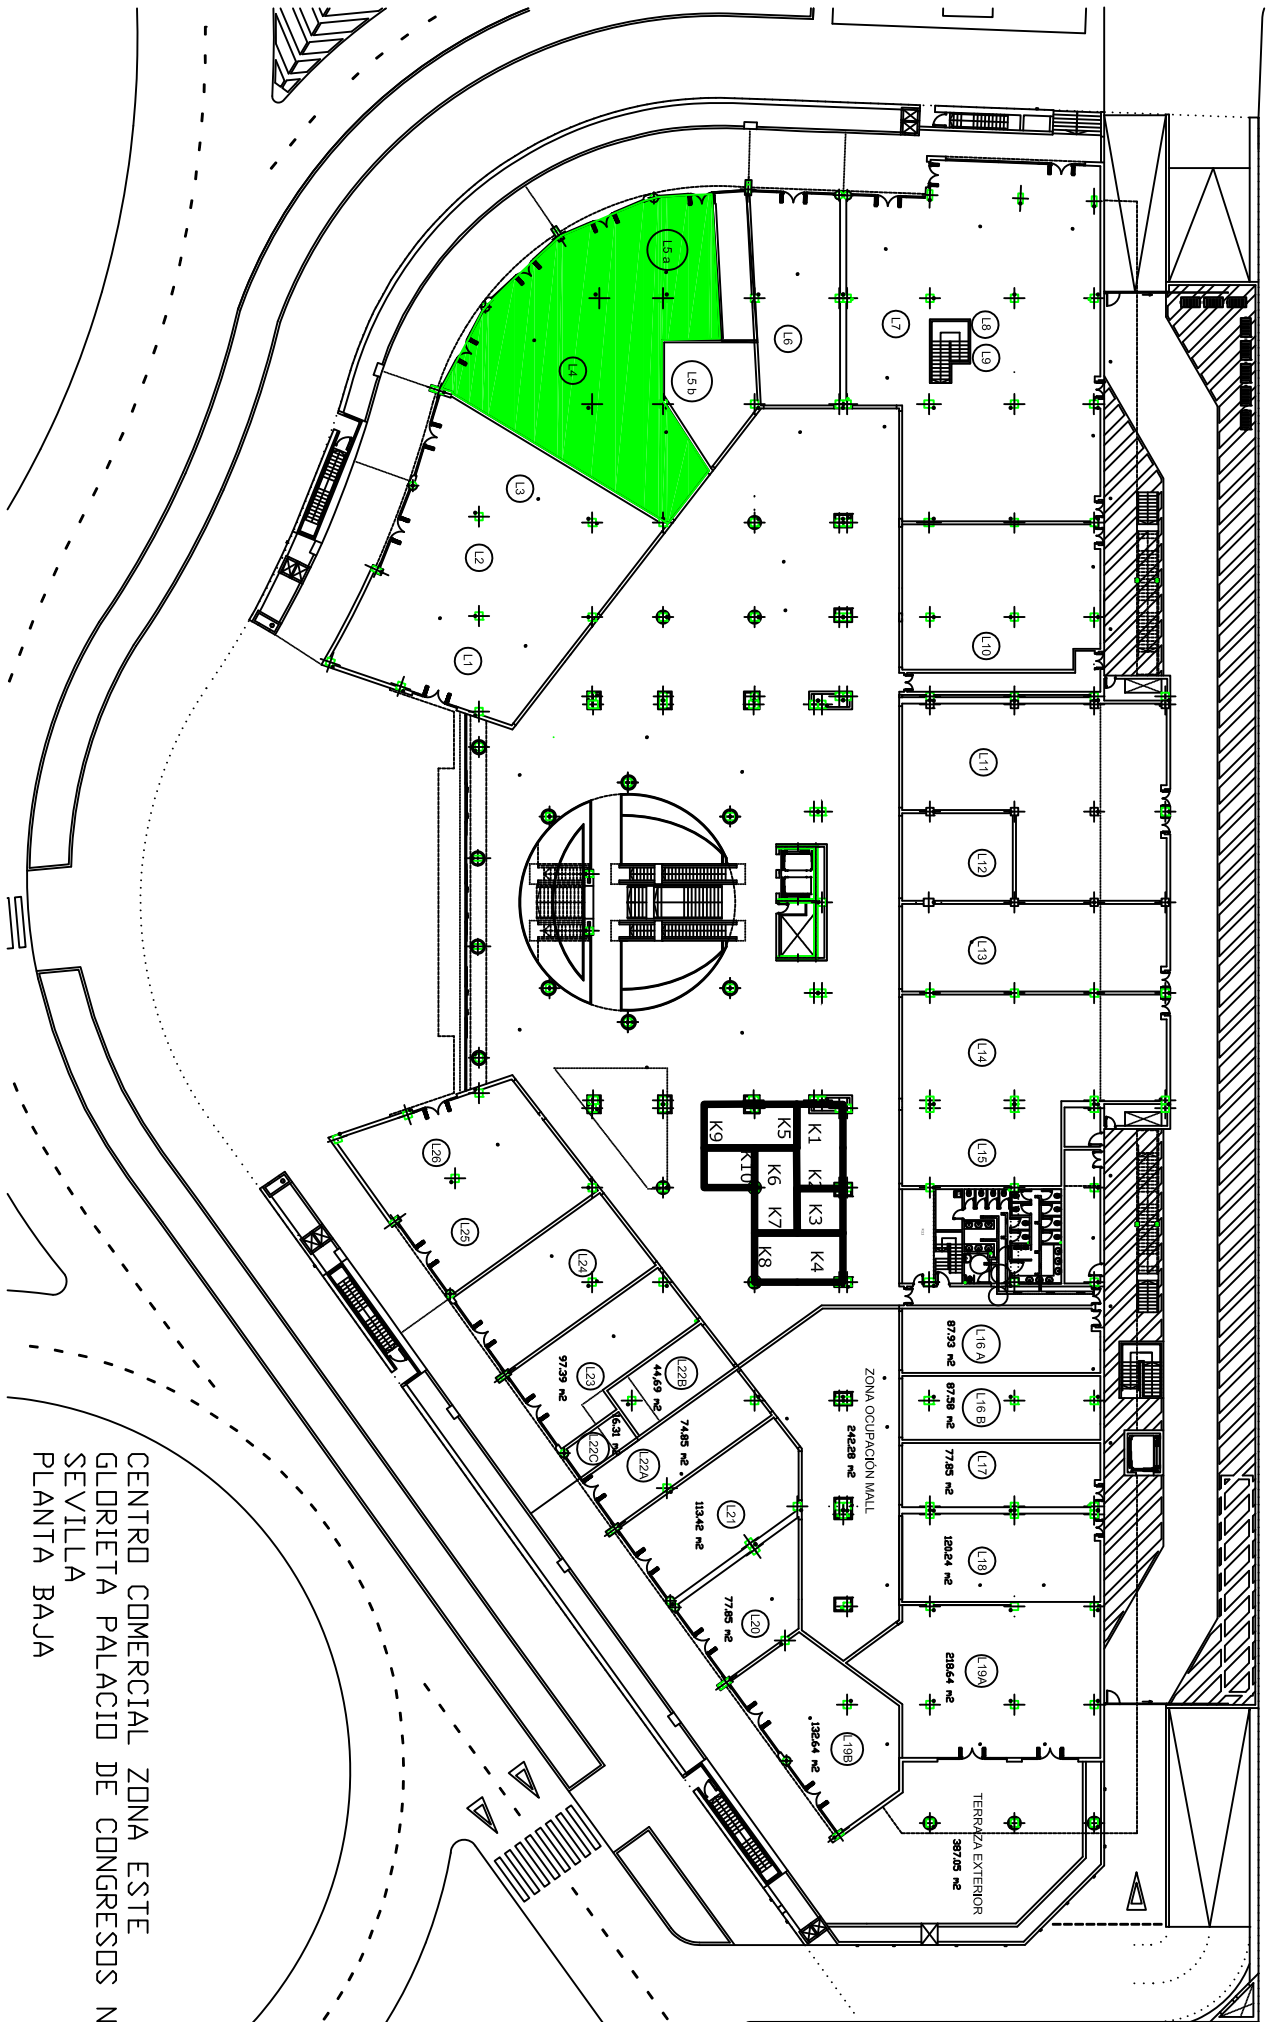 L5 a
L4
L5 b
L6
L7
L8
L9
L3
L2
L1
L10
L11
L12
L13
L14
L15
K1
K2
K3
K4
K5
K6
K7
K8
K9
K10
L26
L25
L24
L23
97.39 m2
L22B
44.69 m2
L22C
L22A
74.85 m2
L21
113.42 m2
L20
77.85 m2
L19B
132.64 m2
L16 A
87.93 m2
L16 B
87.58 m2
L17
77.85 m2
L18
120.24 m2
L19A
218.64 m2
ZONA OCUPACIÓN MALL
242.28 m2
TERRAZA EXTERIOR
387.05 m2
CENTRO COMERCIAL ZONA ESTE
GLORIETA PALACIO DE CONGRESOS N
SEVILLA
PLANTA BAJA